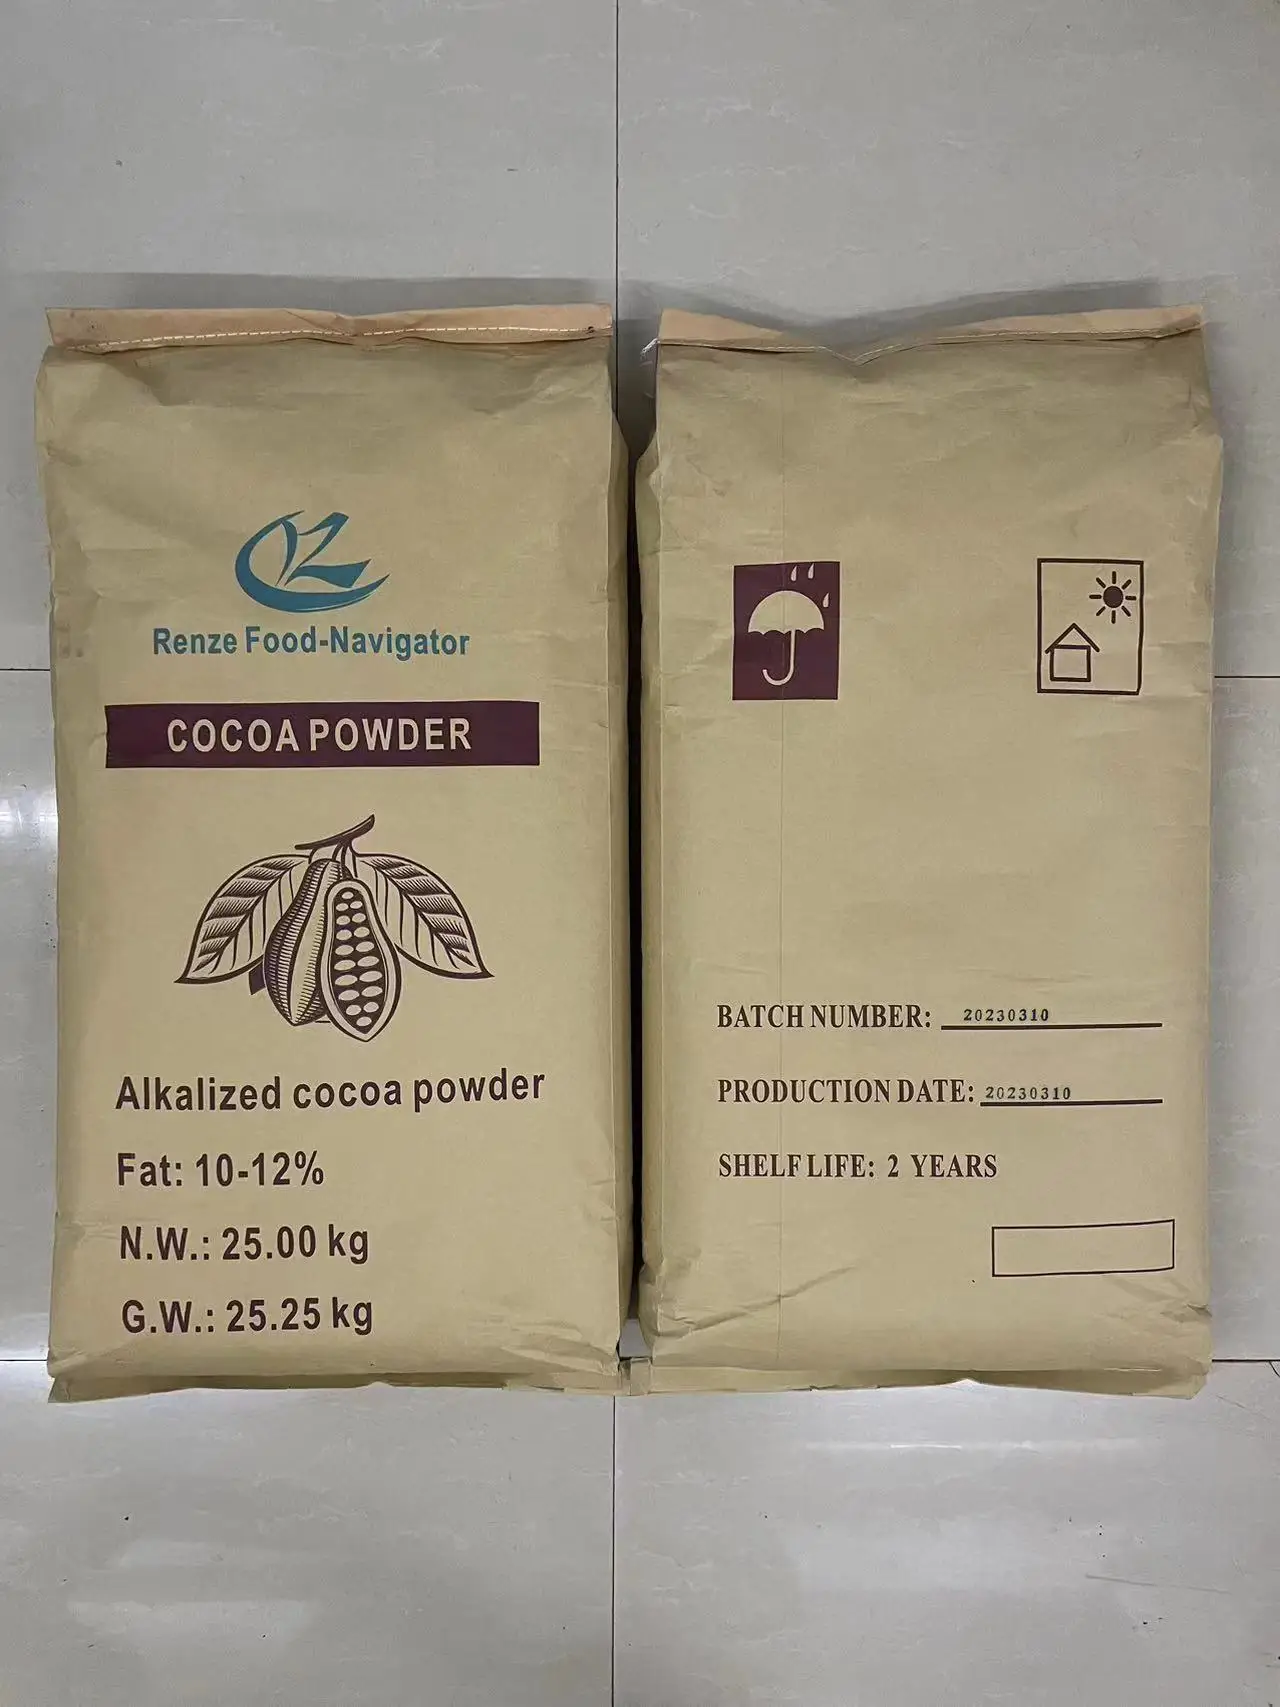 Renze Food-Navigator
COCOA POWDER
Alkalized cocoa powder
Fat: 10-12%
N.W.: 25.00 kg
G.W.: 25.25 kg
BATCH NUMBER: 20230310
PRODUCTION DATE: 20230310
SHELF LIFE: 2 YEARS